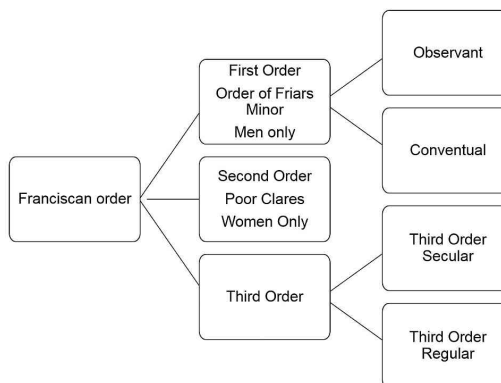 Franciscan order
First Order
Order of Friars
Minor
Men only
Second Order
Poor Clares
Women Only
Third Order
Observant
Conventual
Third Order
Secular
Third Order
Regular